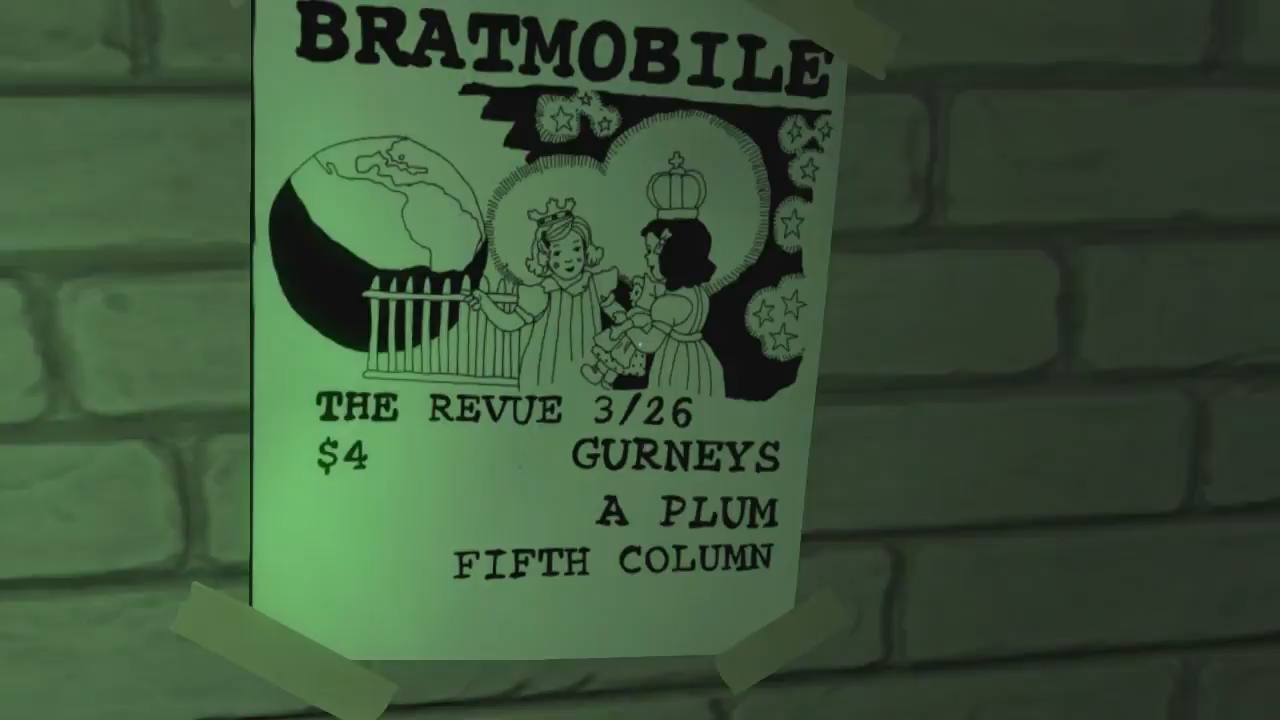 BRATMOBILE
THE REVUE 3/26
$4 GURNEYS
A PLUM
FIFTH COLUMN